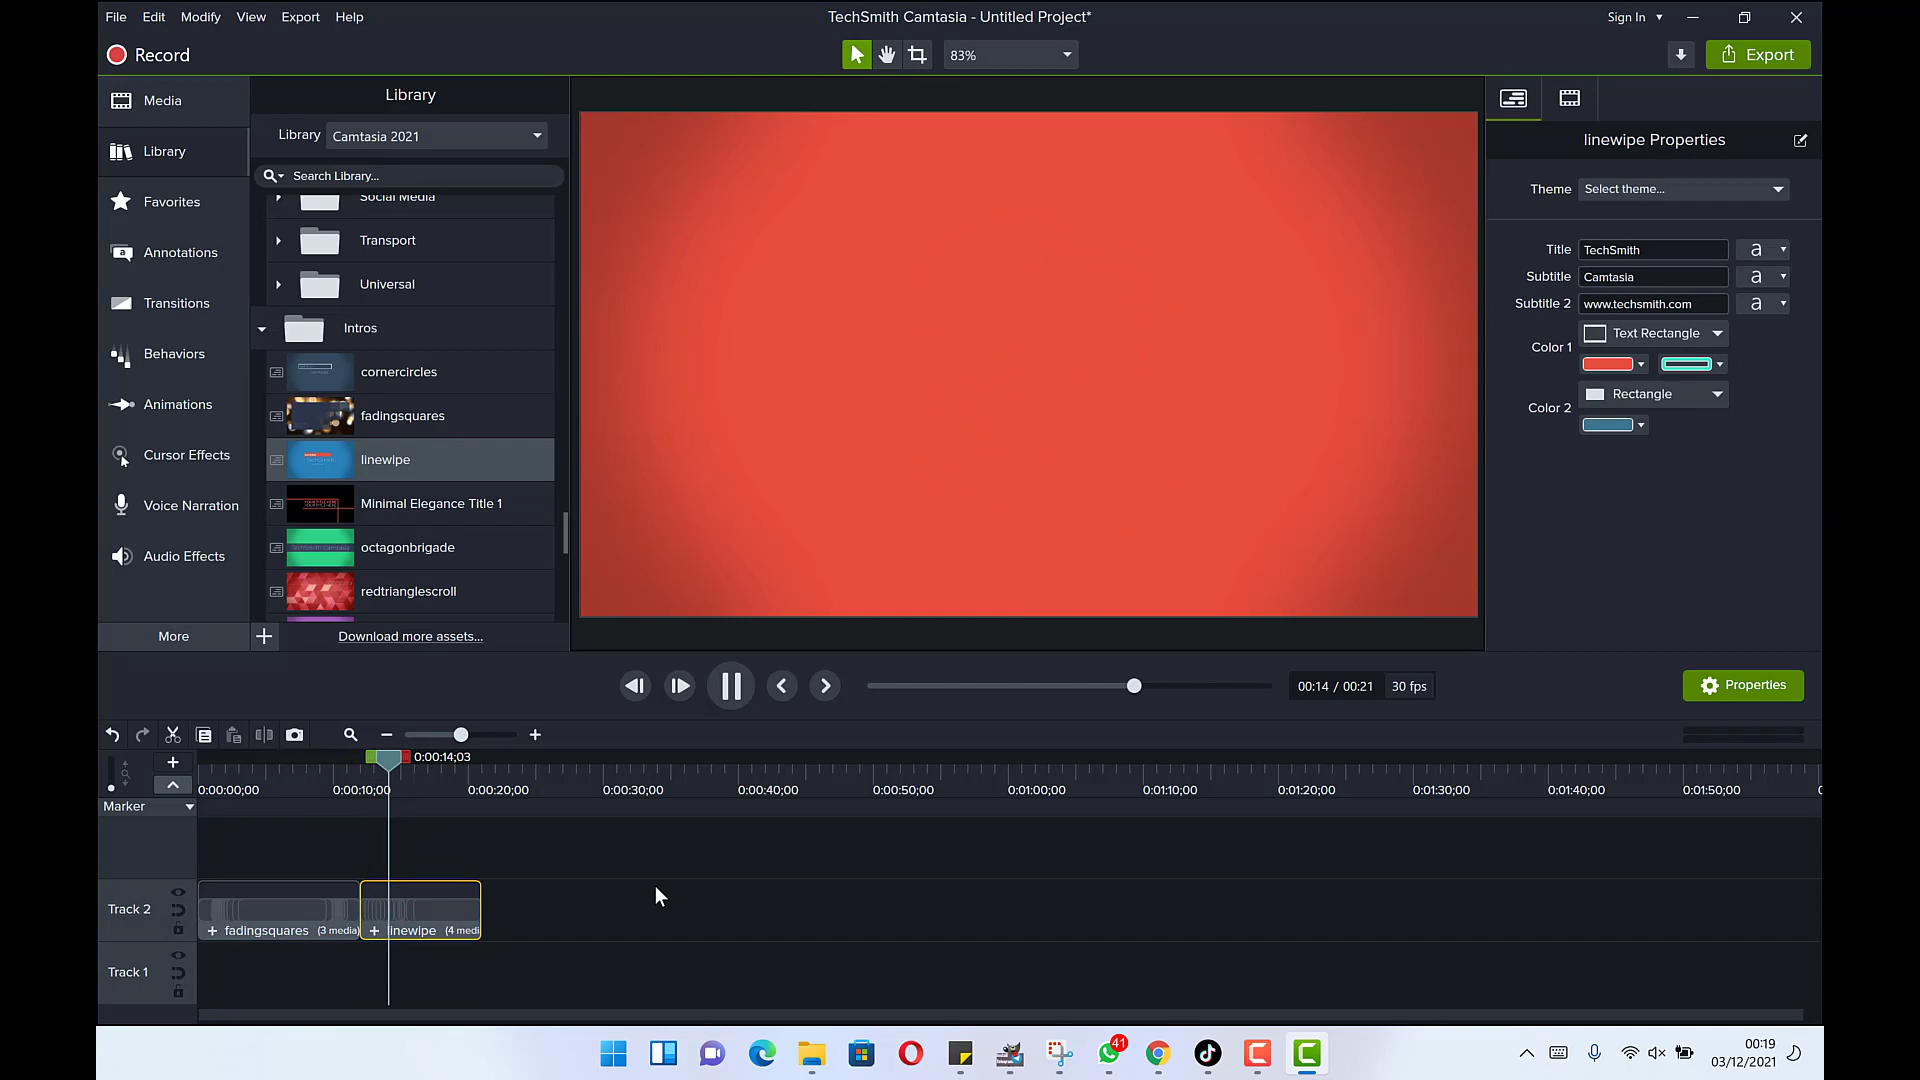 File Edit Modify View Export Help
TechSmith Camtasia - Untitled Project*
Sign In
Record
83%
Export
Media
Library
Favorites
Annotations
Transitions
Behaviors
Animations
Cursor Effects
Voice Narration
Audio Effects
More
Library
Library Camtasia 2021
Search Library...
Social Media
Transport
Universal
Intros
cornercircles
fadingsquares
linewipe
Minimal Elegance Title 1
octagonbrigade
redtrianglescroll
Download more assets...
linewipe Properties
Theme Select theme...
Title TechSmith a
Subtitle Camtasia a
Subtitle 2 www.techsmith.com a
Color 1 Text Rectangle
Color 2 Rectangle
00:14 / 00:21 30 fps
Properties
0:00:14;03
0:00:00;00 0:00:10;00 0:00:20;00 0:00:30;00 0:00:40;00 0:00:50;00 0:01:00;00 0:01:10;00 0:01:20;00 0:01:30;00 0:01:40;00 0:01:50;00
Marker
Track 2
fadingsquares (3 media)
linewipe (4 medi
Track 1
41
00:19
03/12/2021